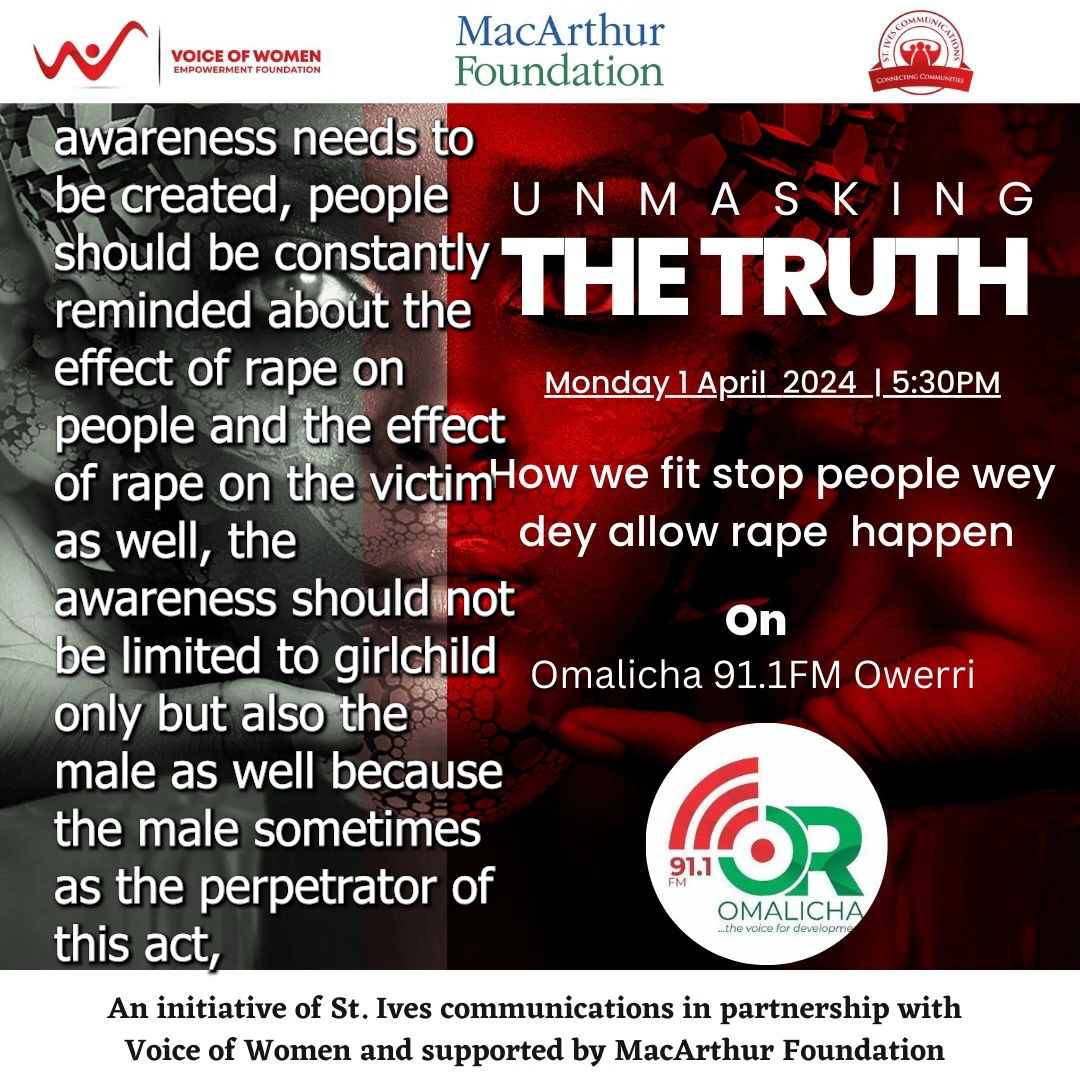 VOICE OF WOMEN
EMPOWERMENT FOUNDATION
MacArthur
Foundation
ST. IVES COMMUNICATIONS
CONNECTING COMMUNITIES
awareness needs to
be created, people
should be constantly
reminded about the
effect of rape on
people and the effect
of rape on the victim
as well, the
awareness should not
be limited to girlchild
only but also the
male as well because
the male sometimes
as the perpetrator of
this act,
UNMASKING
THE TRUTH
Monday 1 April 2024 | 5:30PM
How we fit stop people wey
dey allow rape happen
On
Omalicha 91.1FM Owerri
91.1
FM
OR
OMALICHA
...the voice for developme
An initiative of St. Ives communications in partnership with
Voice of Women and supported by MacArthur Foundation